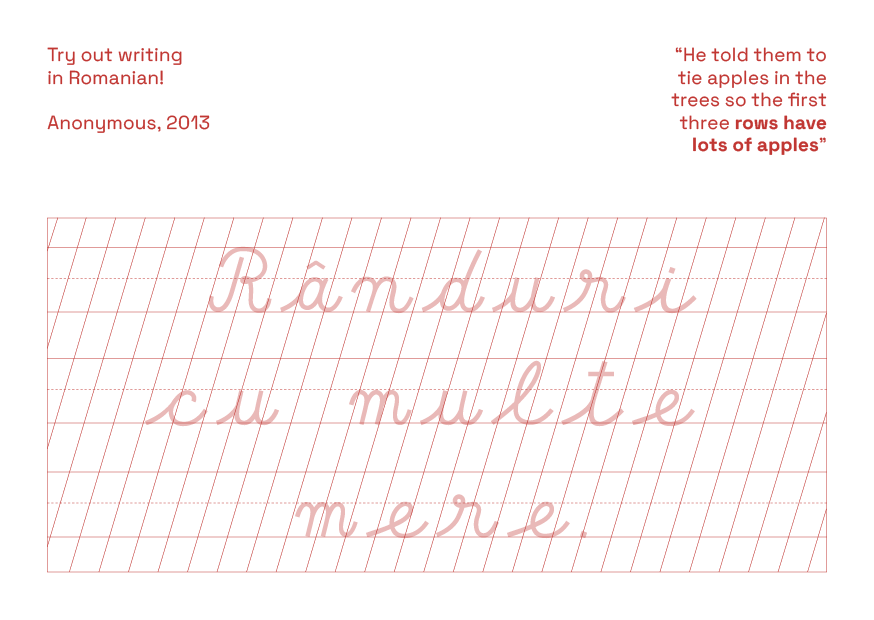 Try out writing
in Romanian!
Anonymous, 2013
“He told them to
tie apples in the
trees so the first
three rows have
lots of apples”
Rânduri
cu multe
mere.